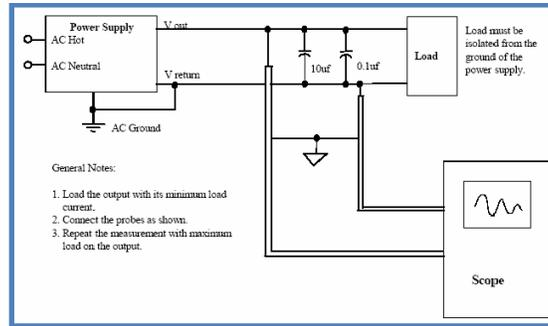 Power Supply
AC Hot
AC Neutral
V out
V return
AC Ground
10uf
0.1uf
Load
Load must be
isolated from the
ground of the
power supply.
General Notes:
1. Load the output with its minimum load
current.
2. Connect the probes as shown.
3. Repeat the measurement with maximum
load on the output.
Scope